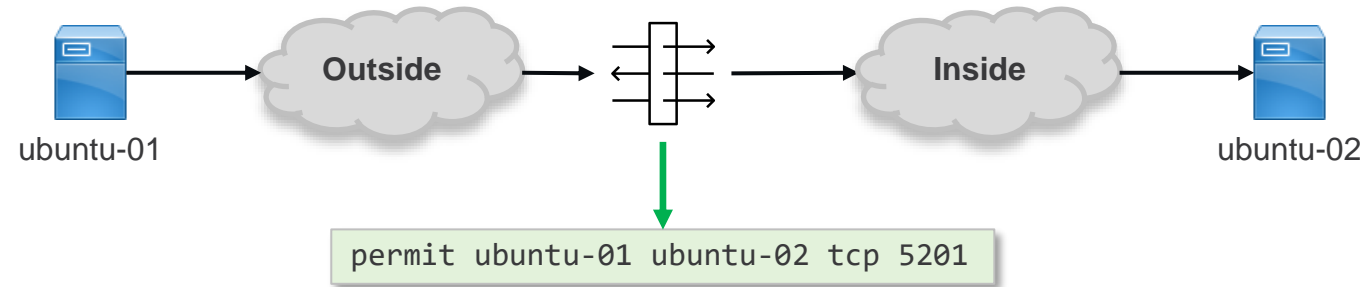 Outside
Inside
ubuntu-01
ubuntu-02
permit ubuntu-01 ubuntu-02 tcp 5201